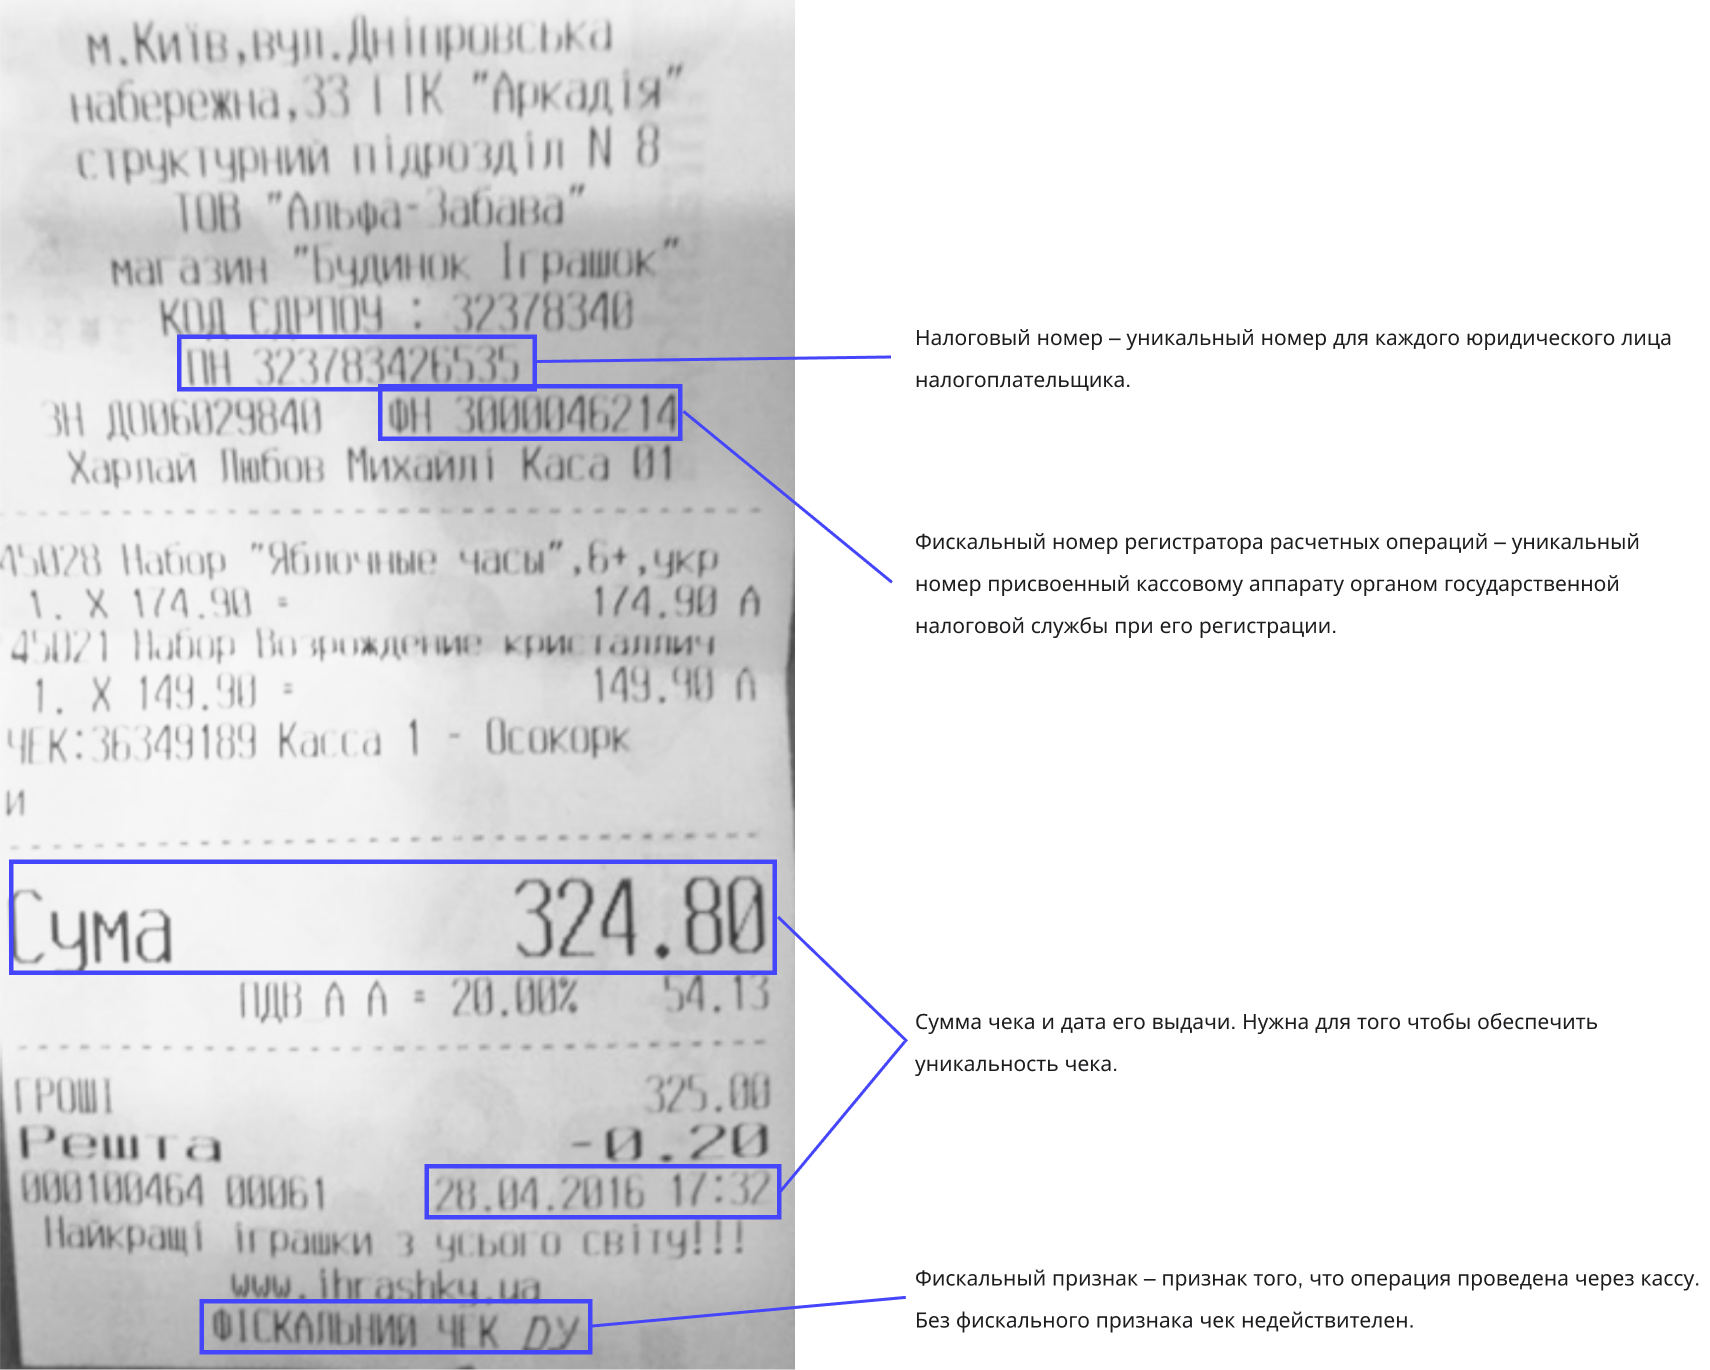 м.Київ,вул.Дніпровська
набережна,33 ПК "Аркадія"
структурний підрозділ N 8
ТОВ "Альфа-Забава"
магазин "Будинок Іграшок"
КОД ЄДРПОУ : 32378340
ПН 323783426535
ЗН ДО06029840 ФН 3000046214
Харлай Любов Михайлі Каса 01
45028 Набор "Яблочные часы",6+,укр
1. X 174.90 = 174.90 А
45021 Набор Возрождение кристаллич
1. X 149.90 = 149.90 А
ЧЕК:36349189 Касса 1 - Осокорк
и
Сума 324.80
ПДВ А А = 20.00% 54.13
ГРОШІ 325.00
Решта -0.20
000100464 00061 28.04.2016 17:32
Найкращі іграшки з усього світу!!!
www.ihrashky.ua
ФІСКАЛЬНИЙ ЧЕК
Налоговый номер – уникальный номер для каждого юридического лица
налогоплательщика.
Фискальный номер регистратора расчетных операций – уникальный
номер присвоенный кассовому аппарату органом государственной
налоговой службы при его регистрации.
Сумма чека и дата его выдачи. Нужна для того чтобы обеспечить
уникальность чека.
Фискальный признак – признак того, что операция проведена через кассу.
Без фискального признака чек недействителен.